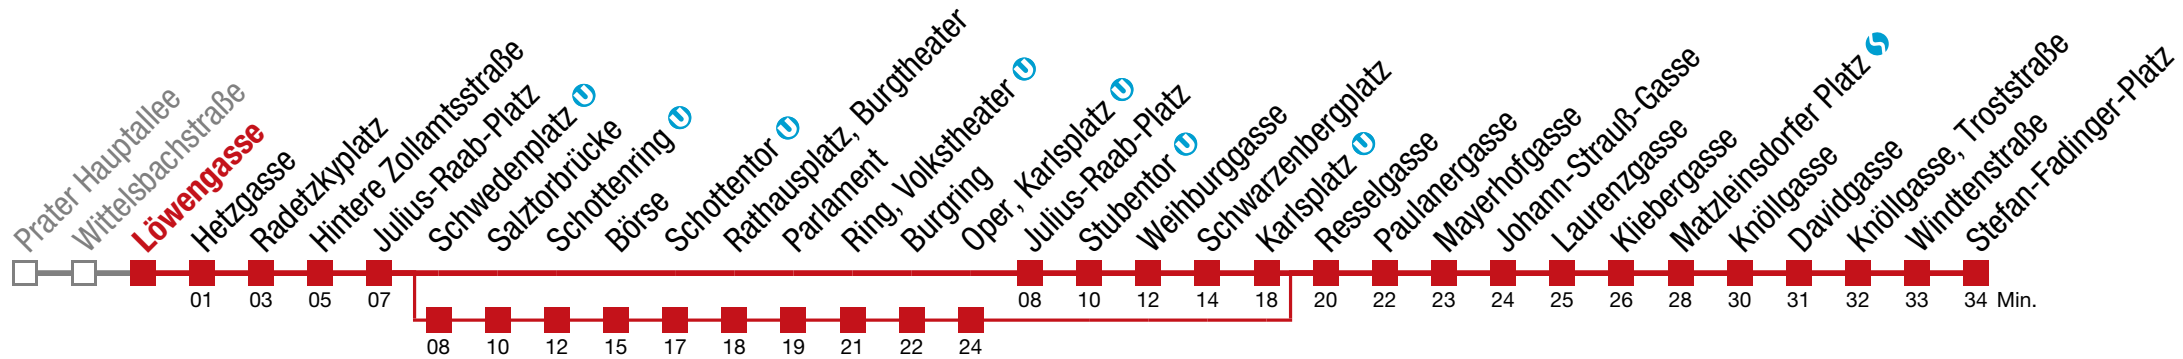 Prater Hauptallee
Wittelsbachstraße
Löwengasse
Hetzgasse
Radetzkyplatz
Hintere Zollamtsstraße
Julius-Raab-Platz
Schwedenplatz U
Salztorbrücke
Schottenring U
Börse
Schottentor U
Rathausplatz, Burgtheater
Parlament
Ring, Volkstheater U
Burgring
Oper, Karlsplatz U
Julius-Raab-Platz
Stubentor U
Weihburggasse
Schwarzenbergplatz
Karlsplatz U
Resselgasse
Paulanergasse
Mayerhofgasse
Johann-Strauß-Gasse
Laurenzgasse
Kliebergasse
Matzleinsdorfer Platz S
Knöllgasse
Davidgasse
Knöllgasse, Troststraße
Windtenstraße
Stefan-Fadinger-Platz
01 03 05 07 08 10 12 14 18 20 22 23 24 25 26 28 30 31 32 33 34 Min.
08 10 12 15 17 18 19 21 22 24